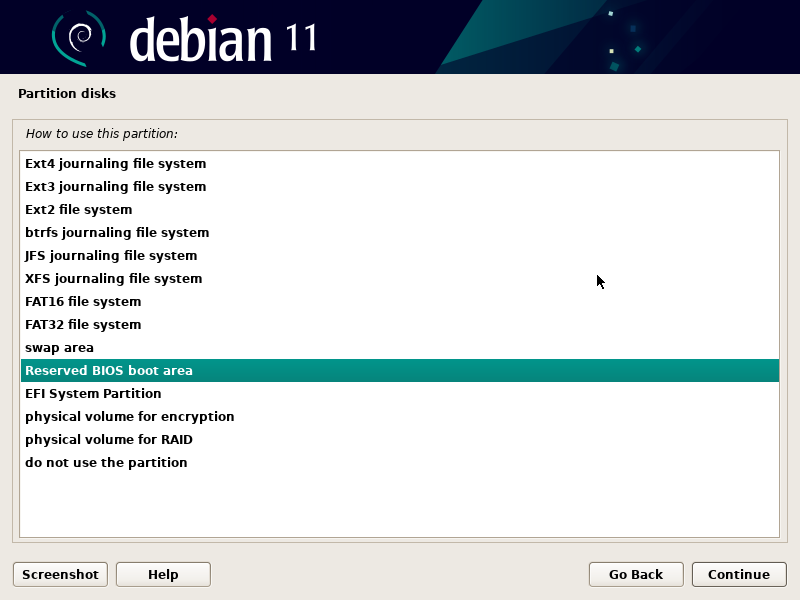 debian 11
Partition disks
How to use this partition:
Ext4 journaling file system
Ext3 journaling file system
Ext2 file system
btrfs journaling file system
JFS journaling file system
XFS journaling file system
FAT16 file system
FAT32 file system
swap area
Reserved BIOS boot area
EFI System Partition
physical volume for encryption
physical volume for RAID
do not use the partition
Screenshot Help Go Back Continue